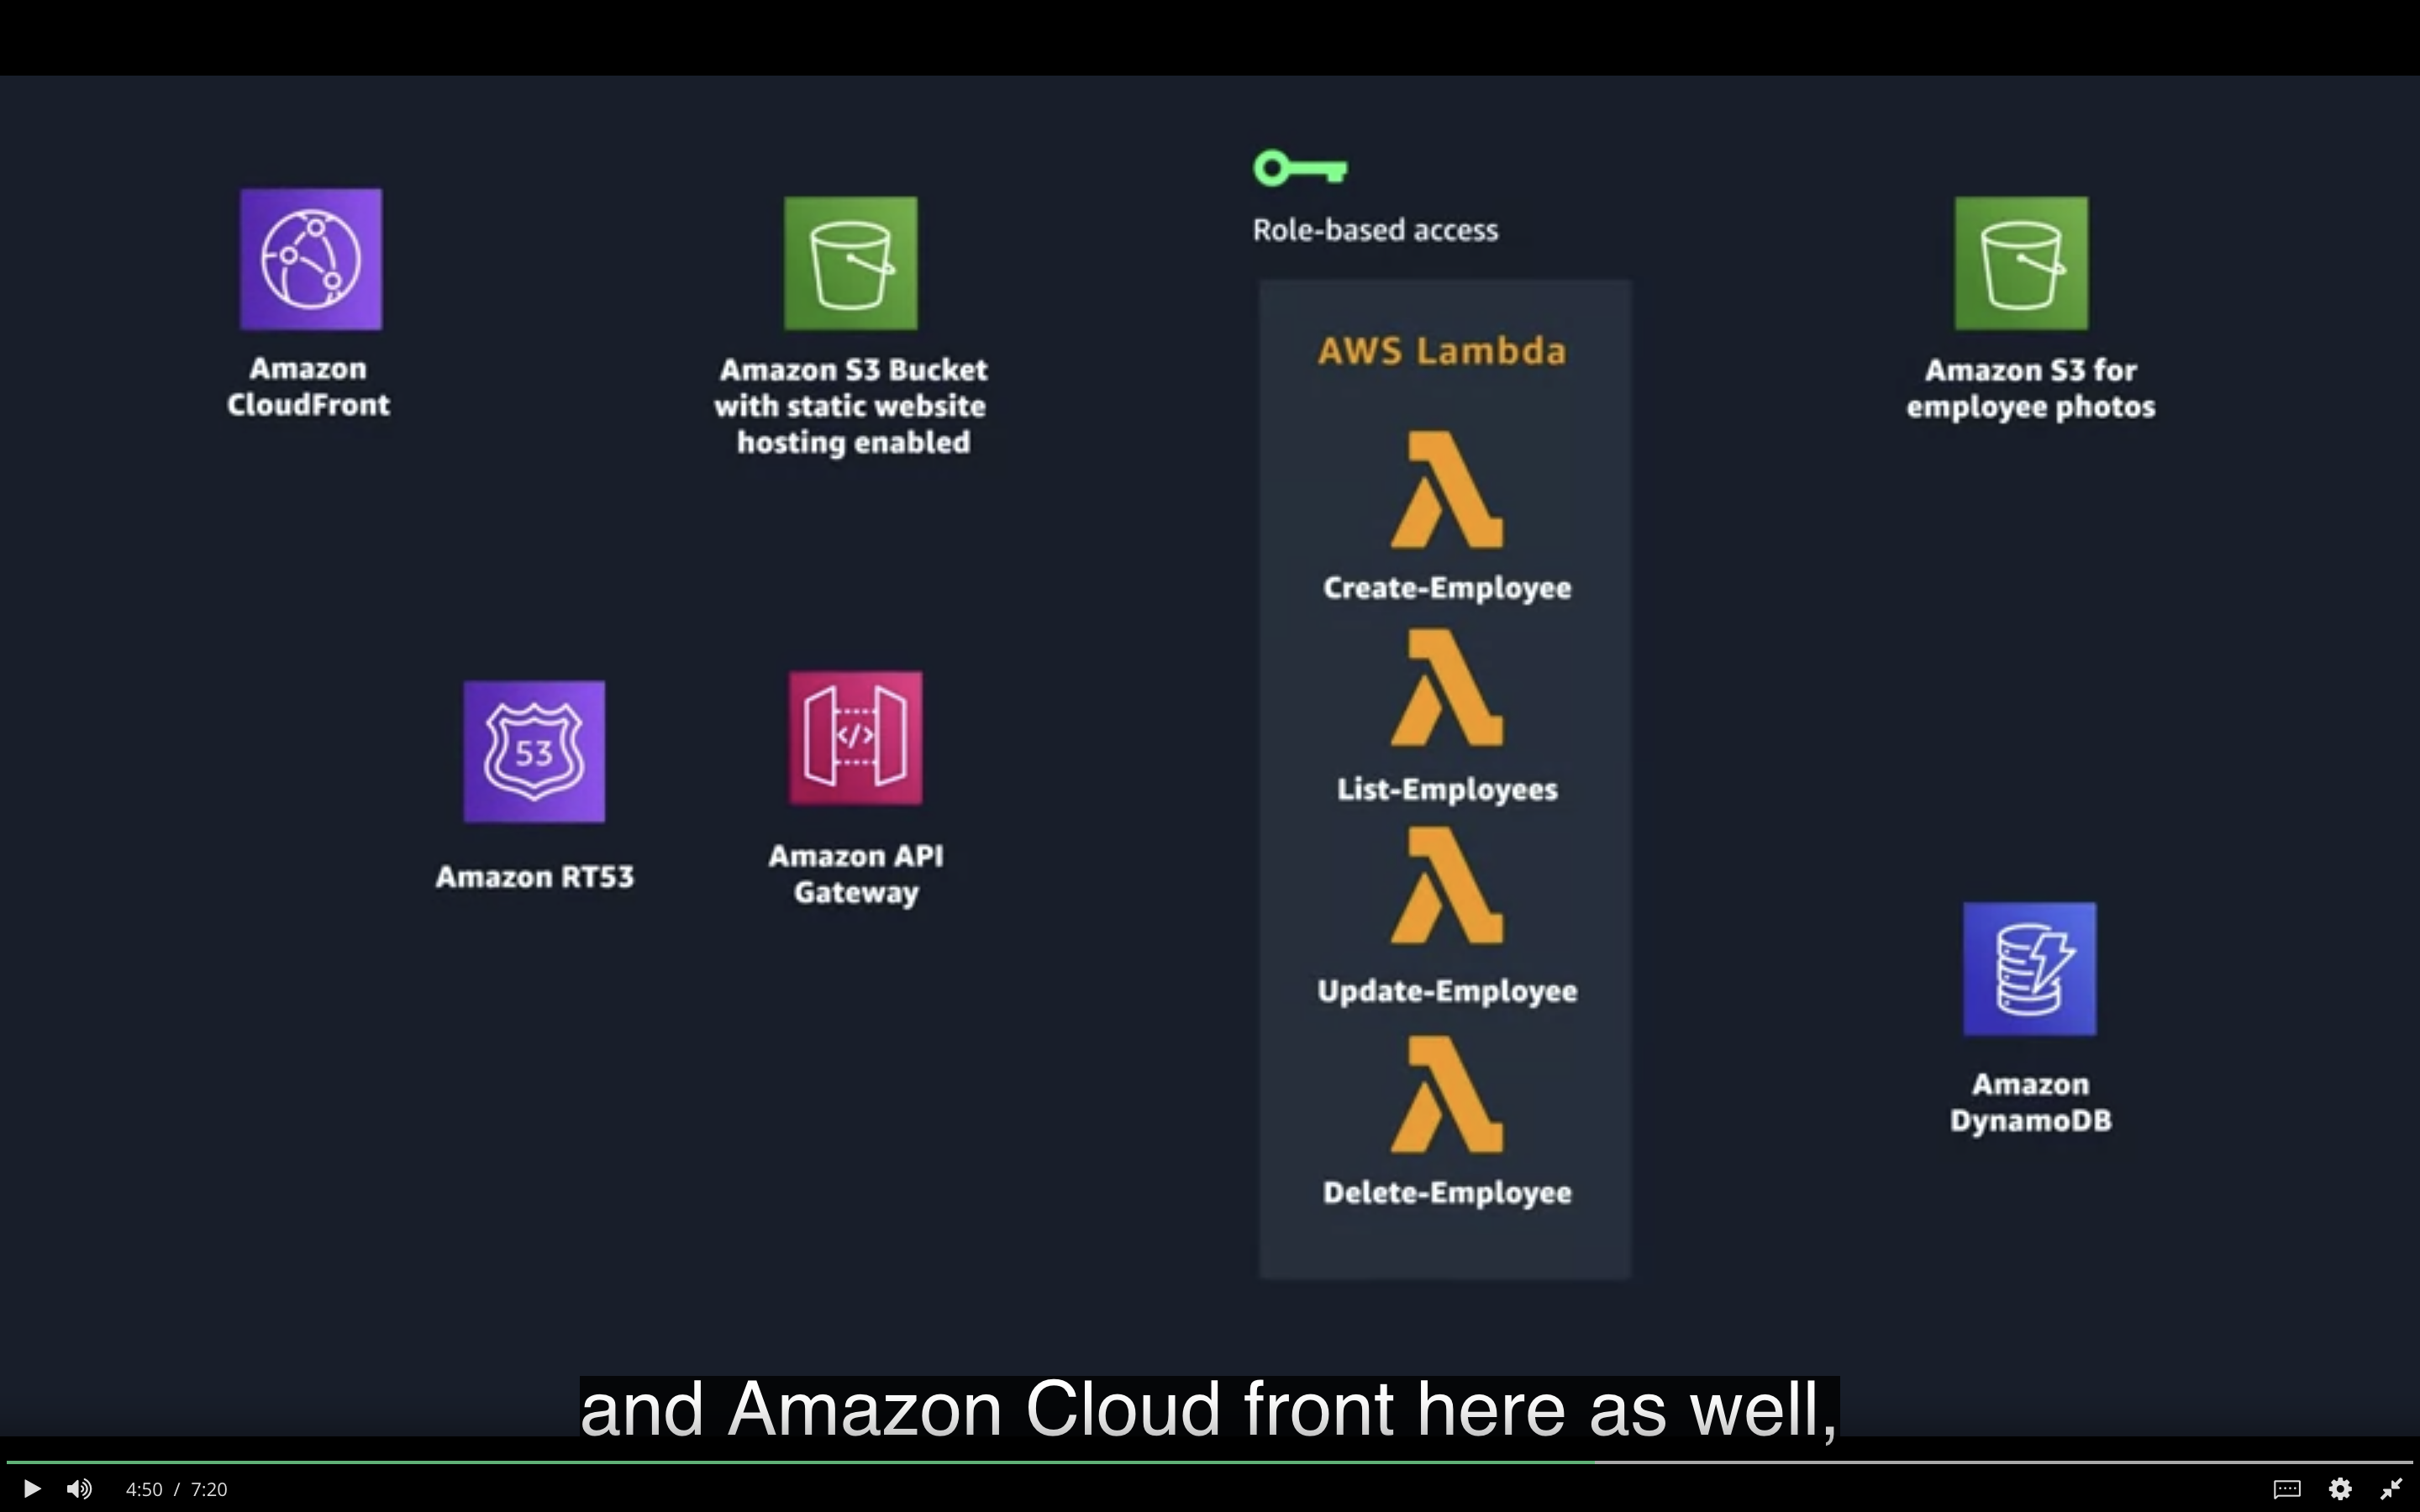 Role-based access
Amazon
CloudFront
Amazon S3 Bucket
with static website
hosting enabled
AWS Lambda
Amazon S3 for
employee photos
Create-Employee
53
</>
Amazon RT53
Amazon API
Gateway
List-Employees
Update-Employee
Amazon
DynamoDB
Delete-Employee
and Amazon Cloud front here as well,
4:50 / 7:20